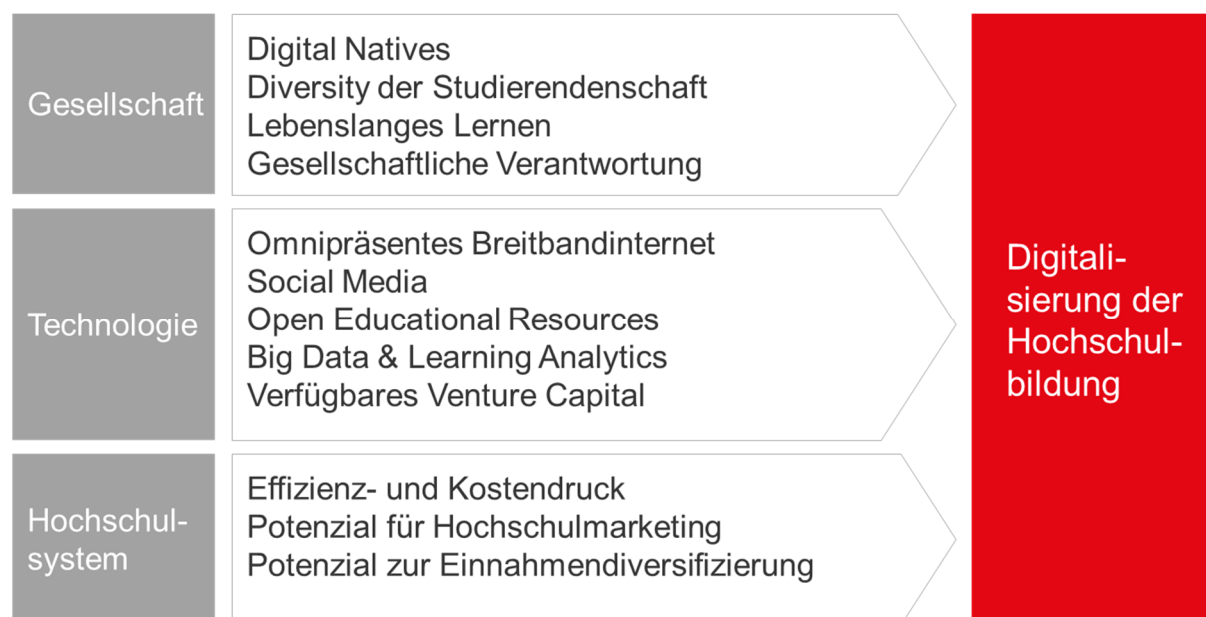 Gesellschaft
Digital Natives
Diversity der Studierendenschaft
Lebenslanges Lernen
Gesellschaftliche Verantwortung
Technologie
Omnipräsentes Breitbandinternet
Social Media
Open Educational Resources
Big Data & Learning Analytics
Verfügbares Venture Capital
Hochschul-
system
Effizienz- und Kostendruck
Potenzial für Hochschulmarketing
Potenzial zur Einnahmendiversifizierung
Digitali-
sierung der
Hochschul-
bildung